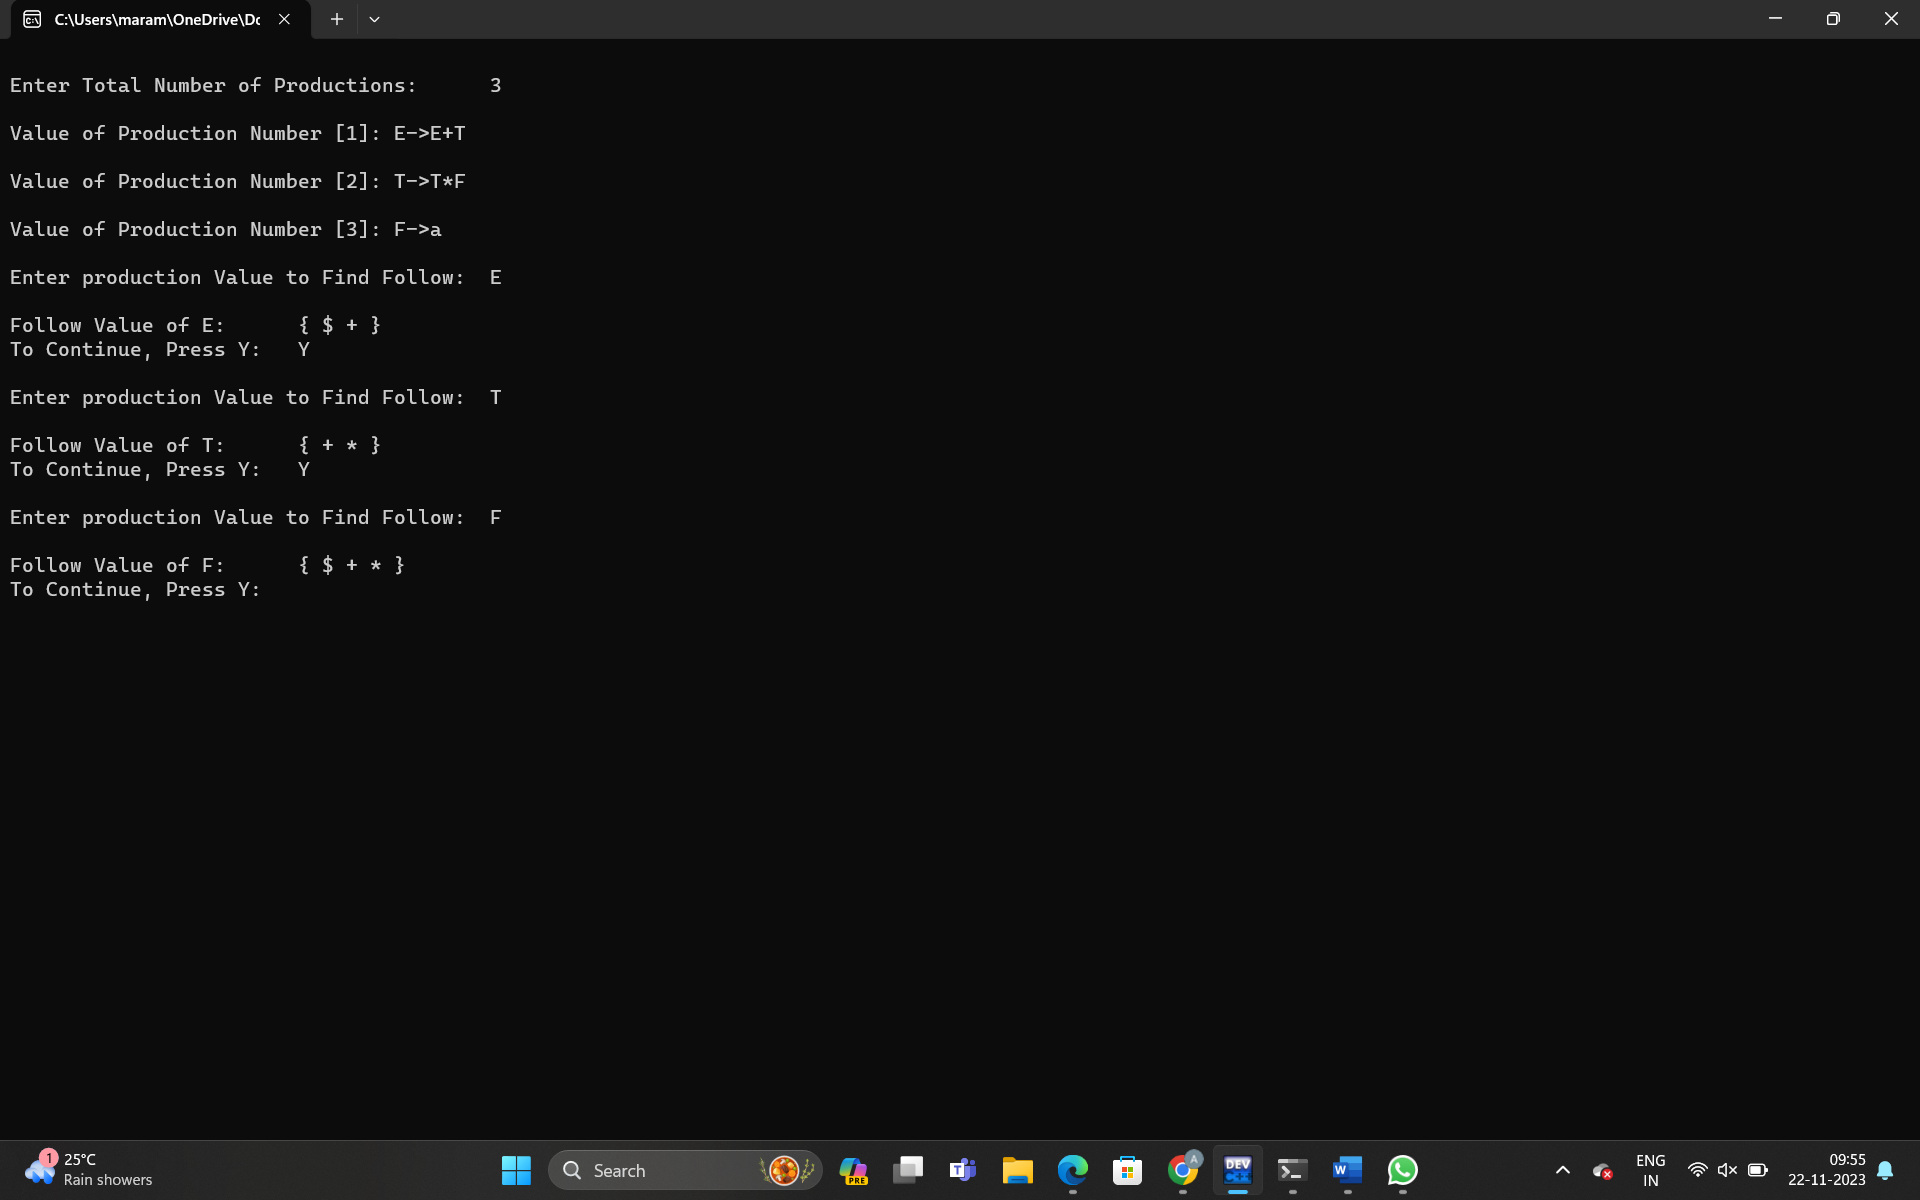 C:\Users\maram\OneDrive\Dc
Enter Total Number of Productions: 3
Value of Production Number [1]: E->E+T
Value of Production Number [2]: T->T*F
Value of Production Number [3]: F->a
Enter production Value to Find Follow: E
Follow Value of E: { $ + }
To Continue, Press Y: Y
Enter production Value to Find Follow: T
Follow Value of T: { + * }
To Continue, Press Y: Y
Enter production Value to Find Follow: F
Follow Value of F: { $ + * }
To Continue, Press Y:
1
25°C
Rain showers
Search
PRE
T
A
DEV
C++
W
ENG
IN
09:55
22-11-2023